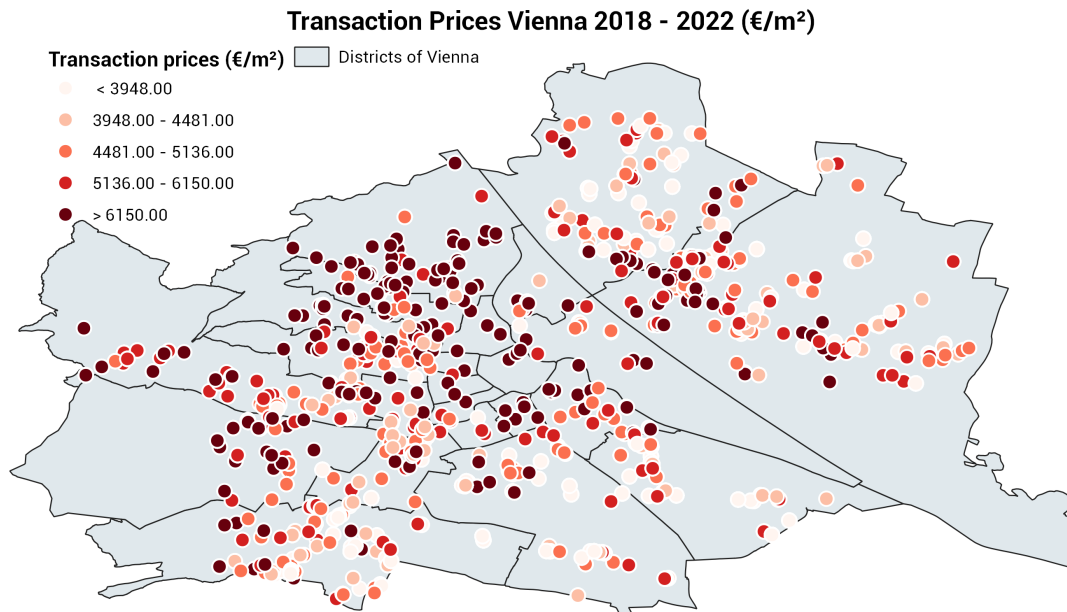 Transaction Prices Vienna 2018 - 2022 (€/m²)
Transaction prices (€/m²) Districts of Vienna
< 3948.00
3948.00 - 4481.00
4481.00 - 5136.00
5136.00 - 6150.00
> 6150.00